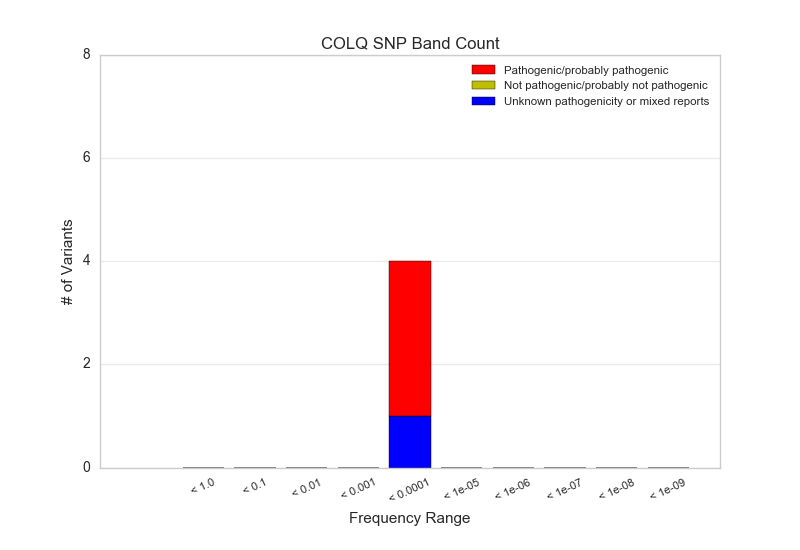 COLQ SNP Band Count
8
Pathogenic/probably pathogenic
Not pathogenic/probably not pathogenic
Unknown pathogenicity or mixed reports
6
4
2
0
# of Variants
< 1.0
< 0.1
< 0.01
< 0.001
< 0.0001
< 1e-05
< 1e-06
< 1e-07
< 1e-08
< 1e-09
Frequency Range